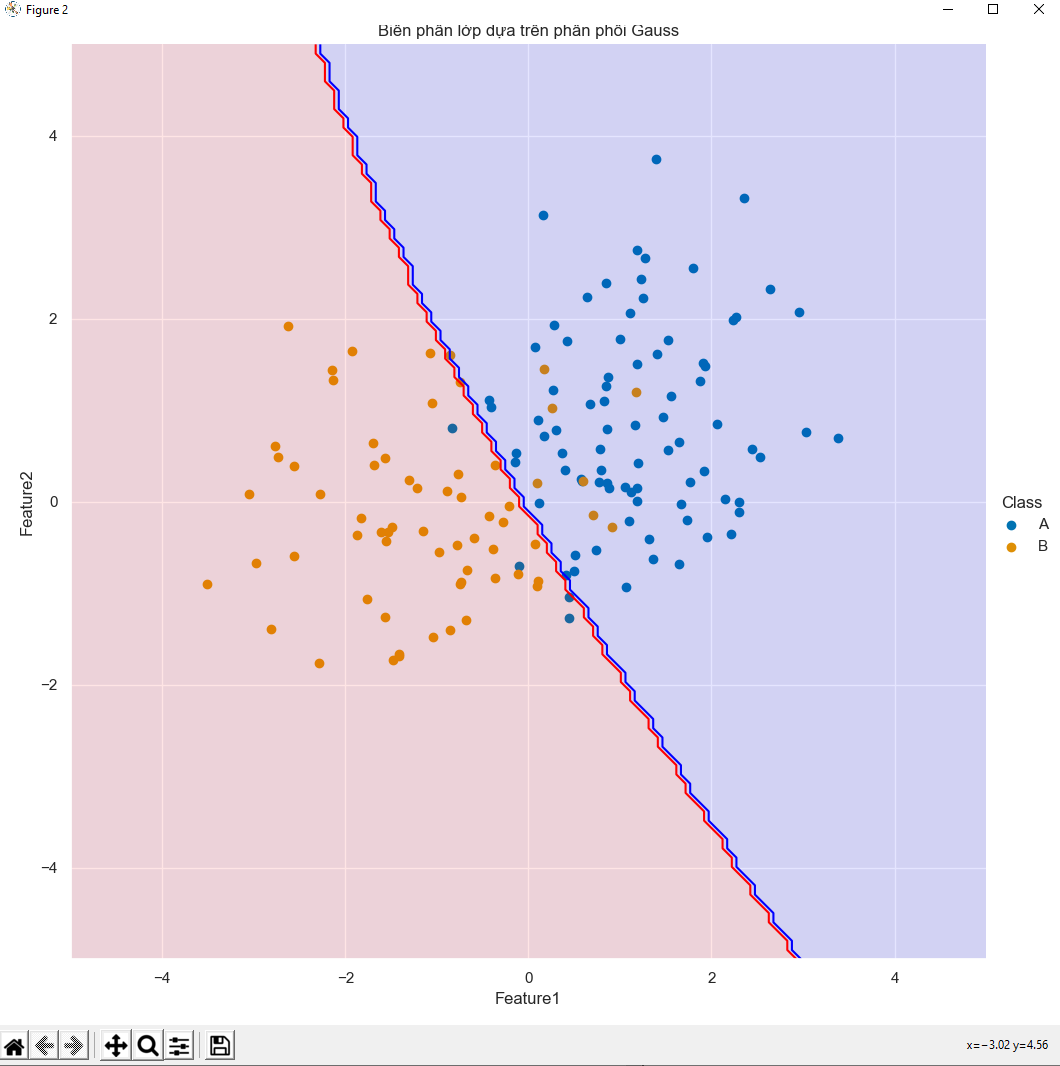 Figure 2
Biên phân lớp dựa trên phân phối Gauss
4
2
0
−2
−4
Feature2
−4
−2
0
2
4
Feature1
Class
A
B
x=−3.02 y=4.56